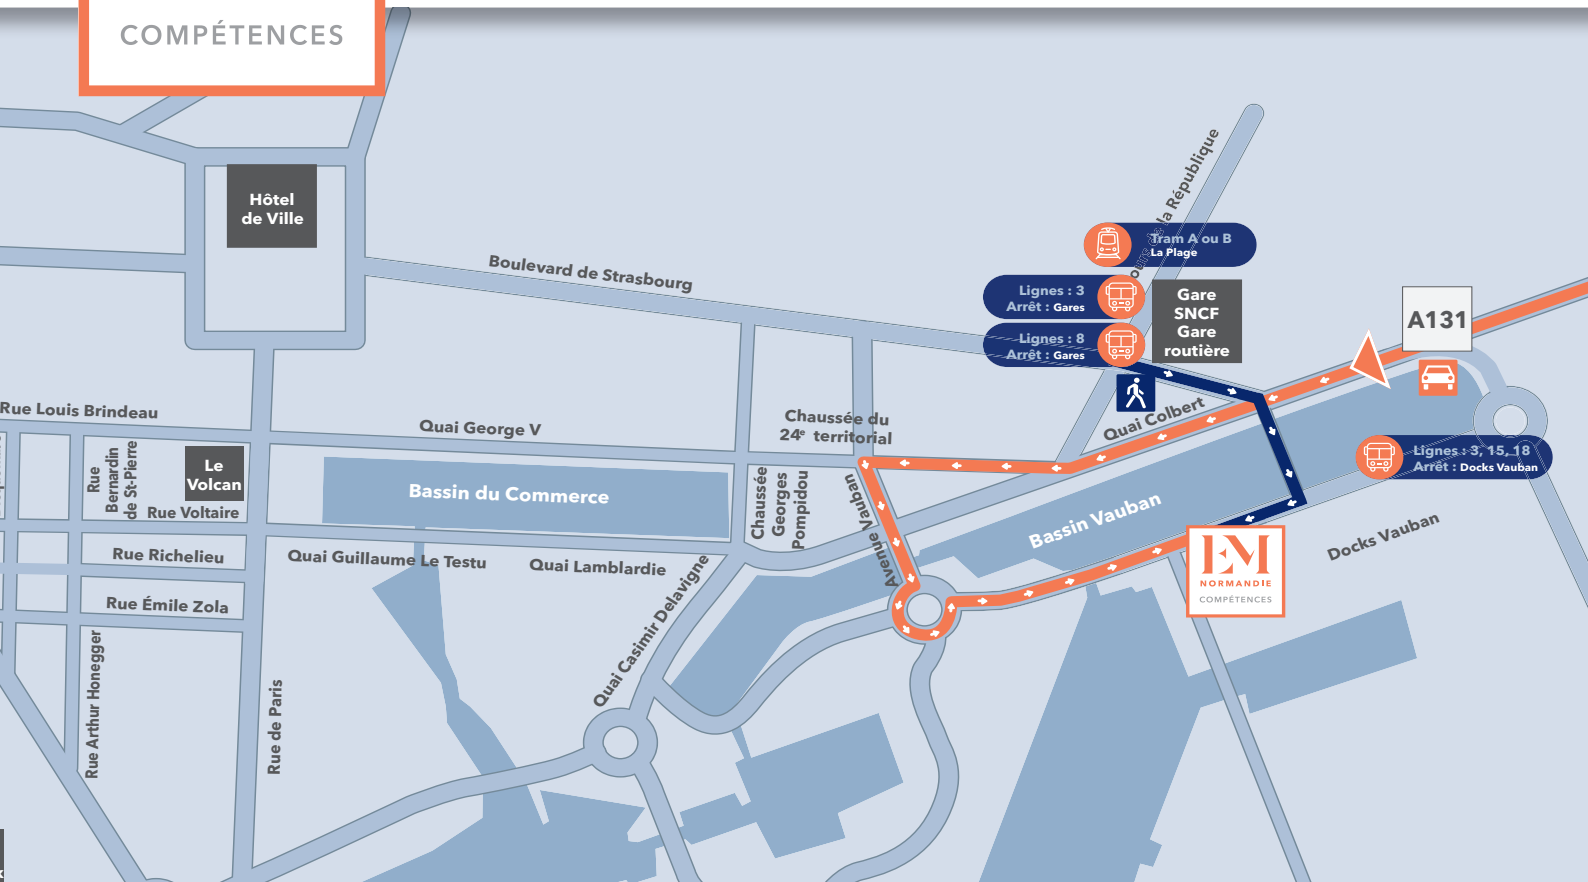 COMPÉTENCES
Hôtel
de Ville
Boulevard de Strasbourg
la République
Tram A ou B
La Plage
Lignes : 3
Arrêt : Gares
Lignes : 8
Arrêt : Gares
Gare
SNCF
Gare
routière
A131
Rue Louis Brindeau
Quai George V
Chaussée du
24e territorial
Quai Colbert
Lignes : 3, 15, 18
Arrêt : Docks Vauban
Rue
Bernardin
de St-Pierre
Le
Volcan
Bassin du Commerce
Chaussée
Georges
Pompidou
Avenue Vauban
Bassin Vauban
Docks Vauban
Rue Voltaire
Rue Richelieu
Quai Guillaume Le Testu
Quai Lamblardie
EM
NORMANDIE
COMPÉTENCES
Rue Émile Zola
Quai Casimir Delavigne
Rue Arthur Honegger
Rue de Paris